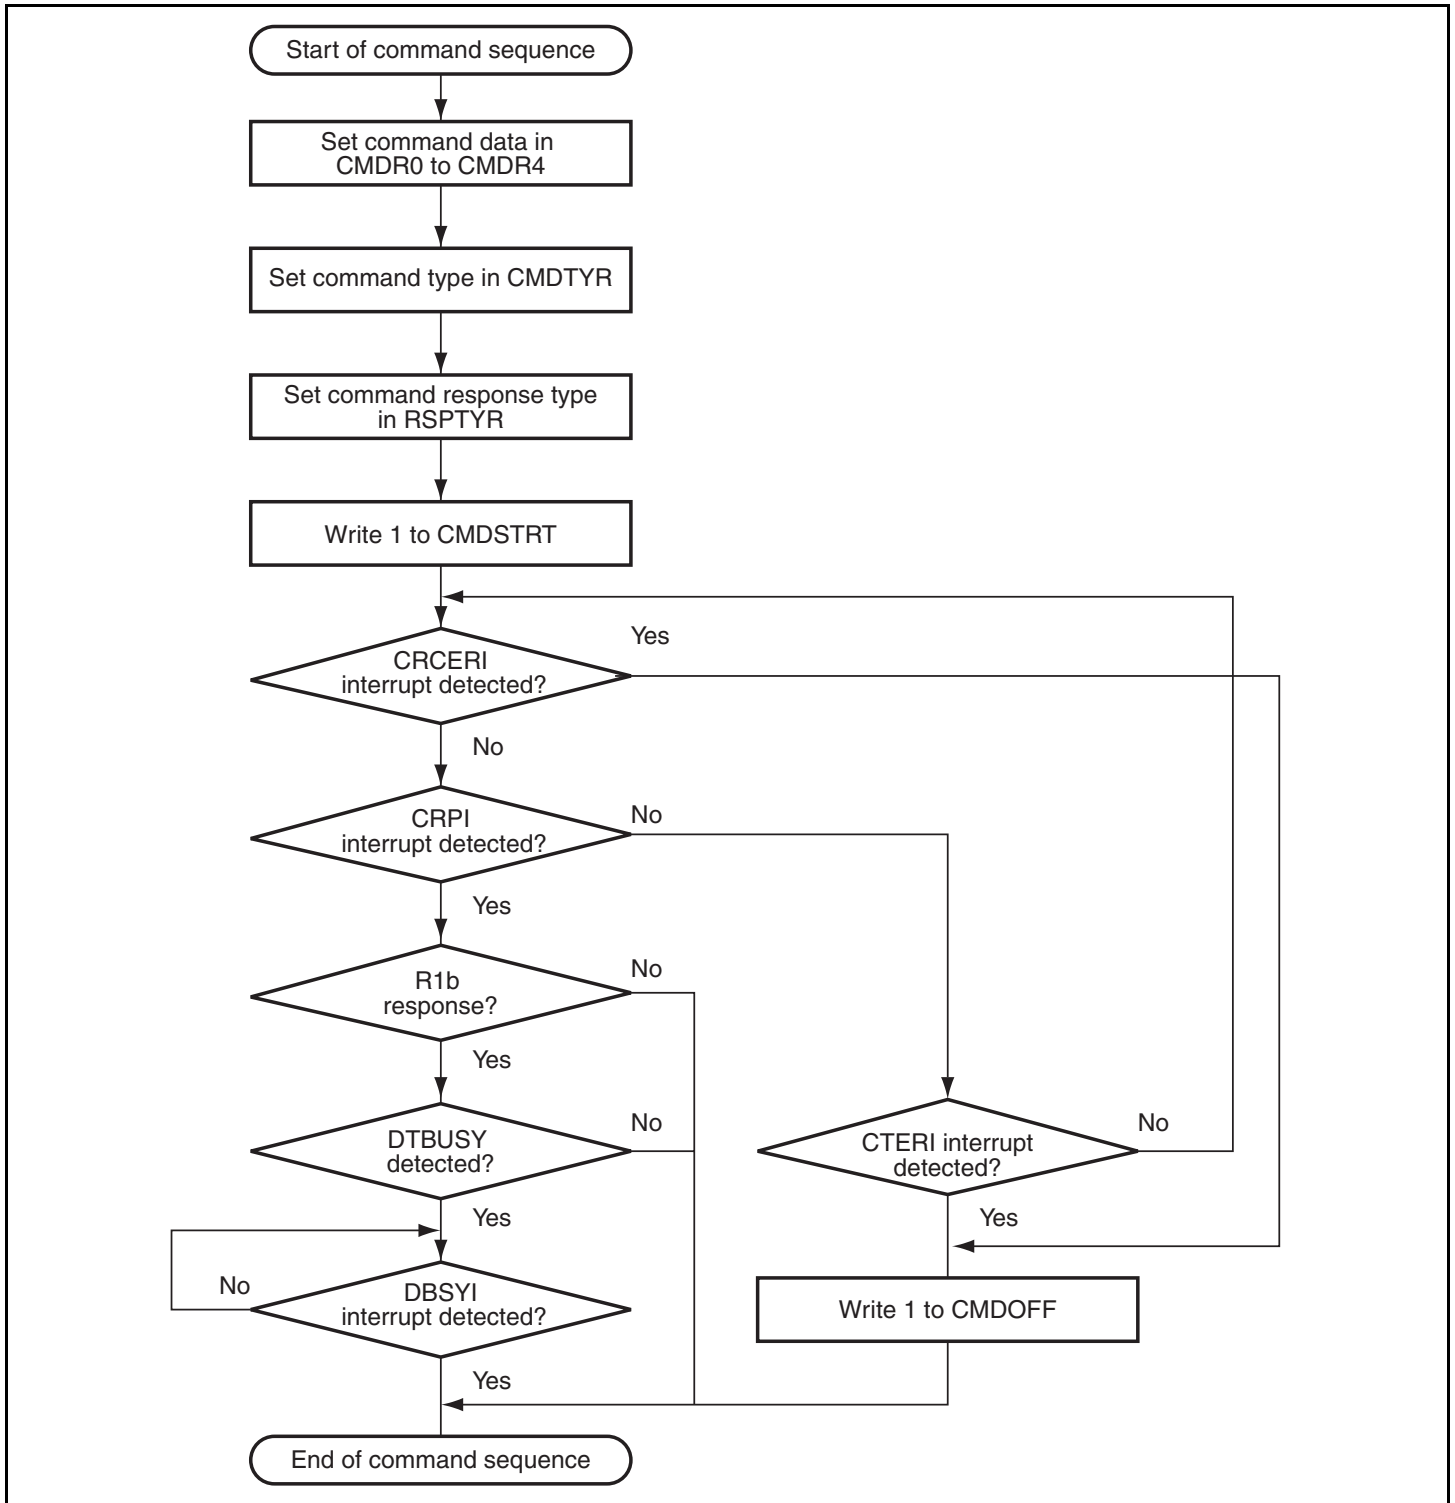 Start of command sequence
Set command data in
CMDR0 to CMDR4
Set command type in CMDTYR
Set command response type
in RSPTYR
Write 1 to CMDSTRT
Yes
CRCERI
interrupt detected?
No
CRPI
interrupt detected?
No
Yes
R1b
response?
No
Yes
DTBUSY
detected?
No
CTERI interrupt
detected?
No
Yes
Yes
DBSYI
interrupt detected?
No
Write 1 to CMDOFF
Yes
End of command sequence